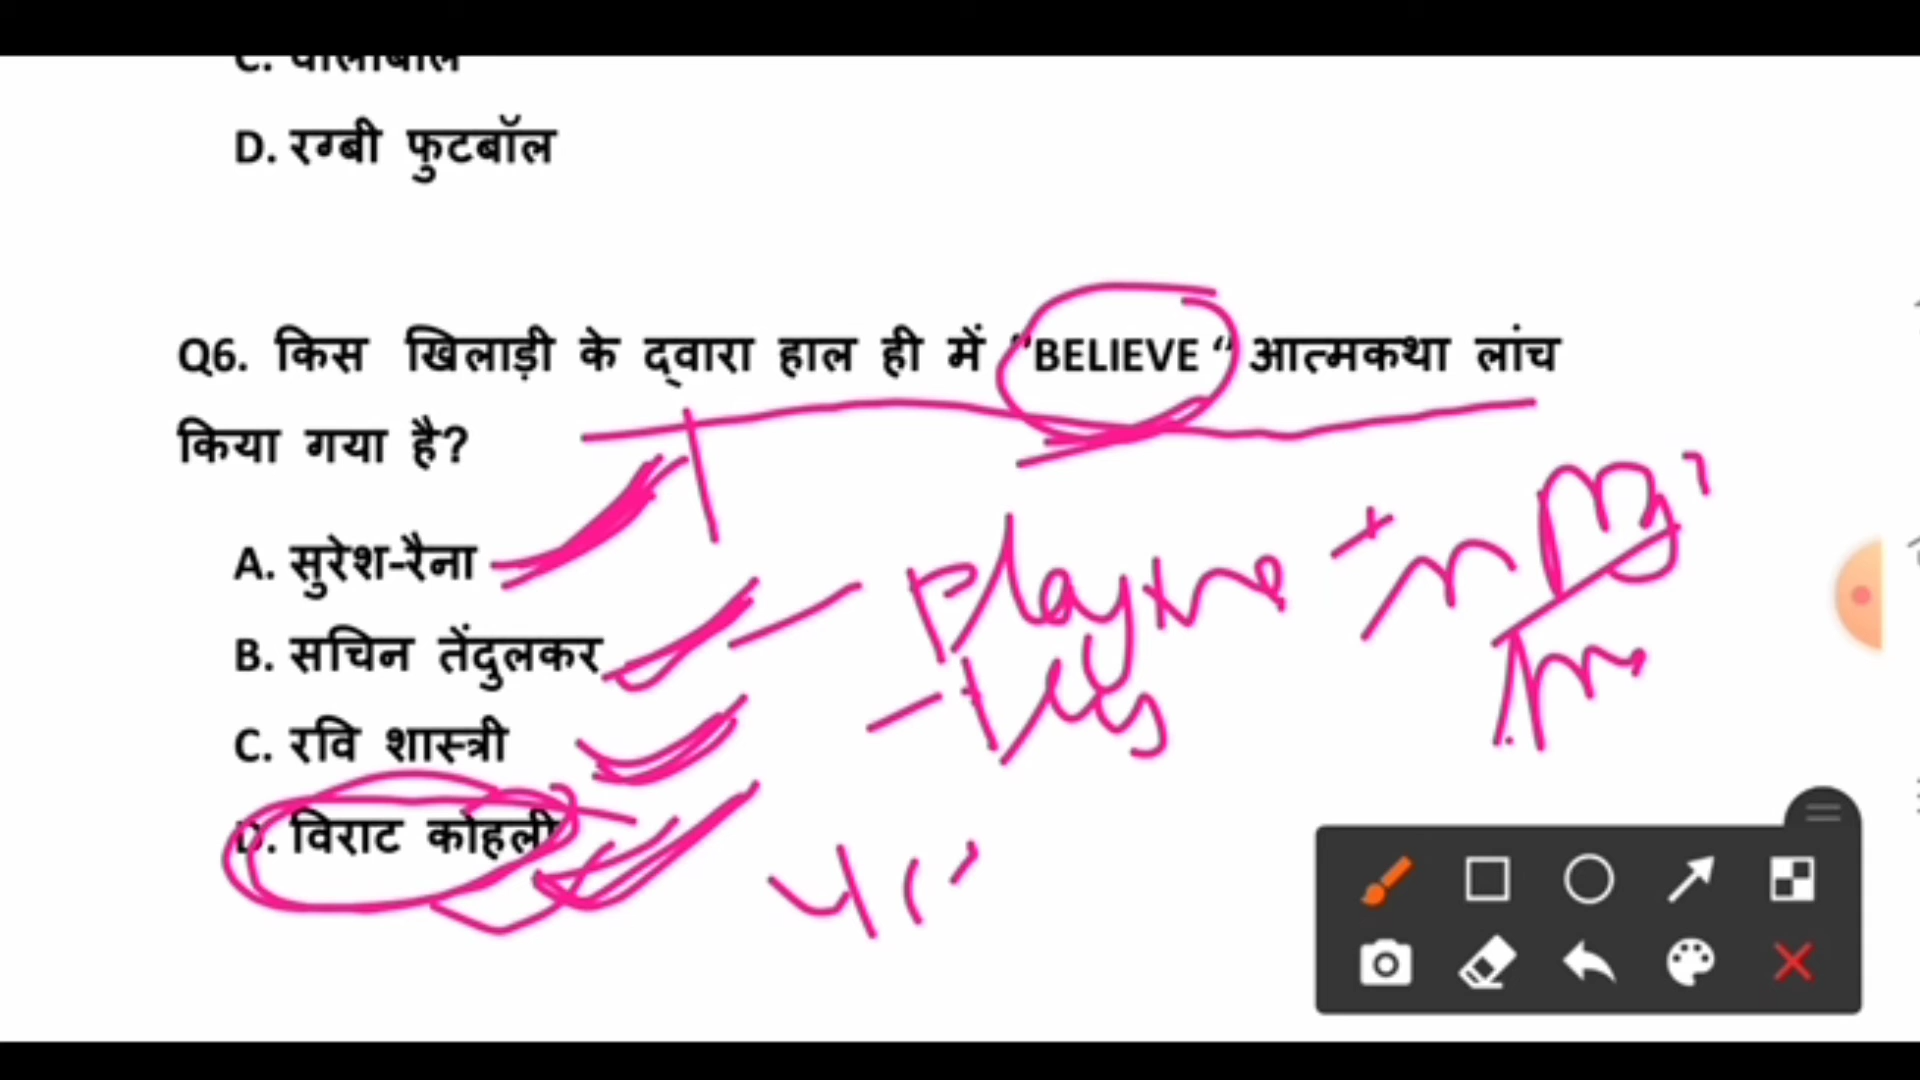 C. वॉलीबॉल
D. रग्बी फुटबॉल
Q6. किस खिलाड़ी के द्वारा हाल ही में "BELIEVE" आत्मकथा लांच
किया गया है?
A. सुरेश-रैना
B. सचिन तेंदुलकर
C. रवि शास्त्री
D. विराट कोहली